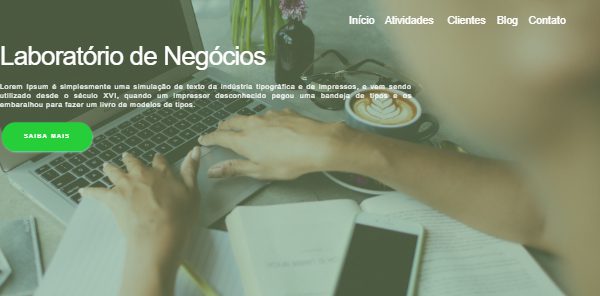 Início Atividades Clientes Blog Contato
Laboratório de Negócios
Lorem Ipsum é simplesmente uma simulação de texto da indústria tipográfica e de impressos, e vem sendo
utilizado desde o século XVI, quando um impressor desconhecido pegou uma bandeja de tipos e os
embaralhou para fazer um livro de modelos de tipos.
SAIBA MAIS